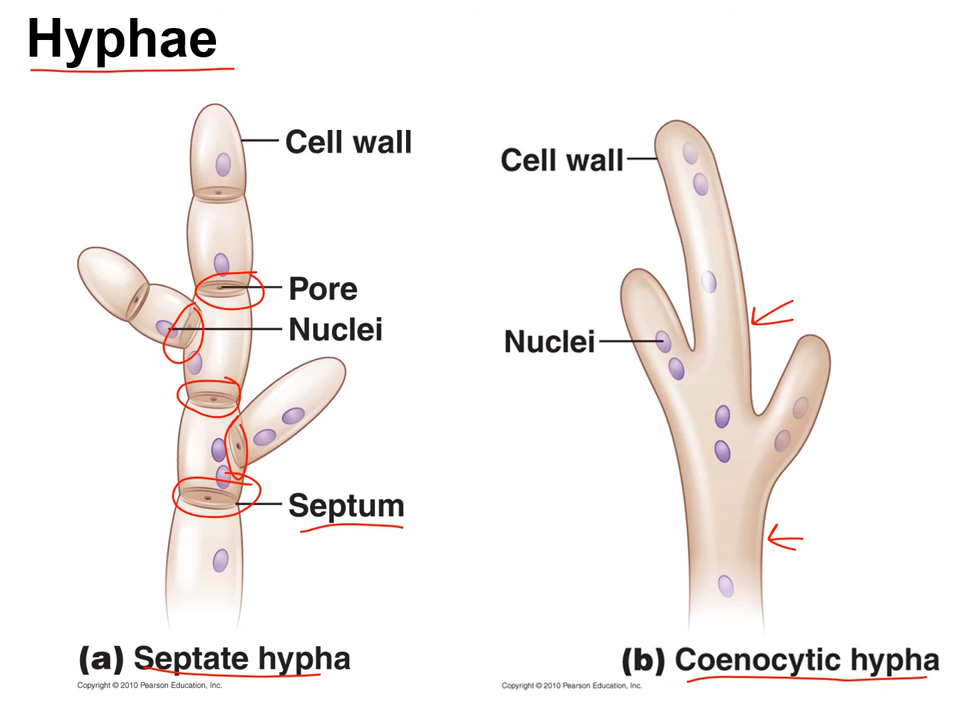 Hyphae
Cell wall
Pore
Nuclei
Septum
(a) Septate hypha
Copyright © 2010 Pearson Education, Inc.
Cell wall
Nuclei
(b) Coenocytic hypha
Copyright © 2010 Pearson Education, Inc.